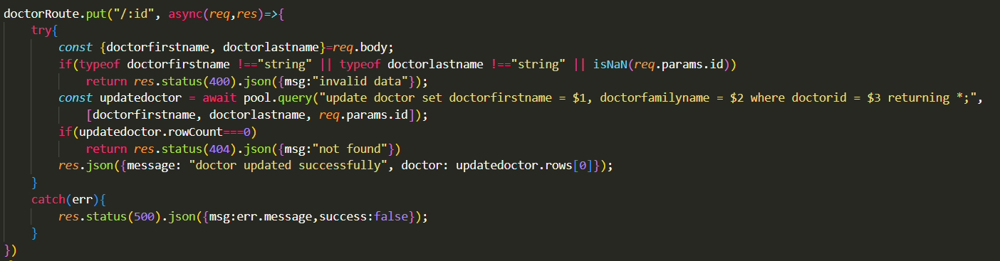 doctorRoute.put("/:id", async(req,res)=>{
try{
const {doctorfirstname, doctorlastname}=req.body;
if(typeof doctorfirstname !=="string" || typeof doctorlastname !=="string" || isNaN(req.params.id))
return res.status(400).json({msg:"invalid data"});
const updatedoctor = await pool.query("update doctor set doctorfirstname = $1, doctorfamilyname = $2 where doctorid = $3 returning *;",
[doctorfirstname, doctorlastname, req.params.id]);
if(updatedoctor.rowCount===0)
return res.status(404).json({msg:"not found"})
res.json({message: "doctor updated successfully", doctor: updatedoctor.rows[0]});
}
catch(err){
res.status(500).json({msg:err.message,success:false});
}
})